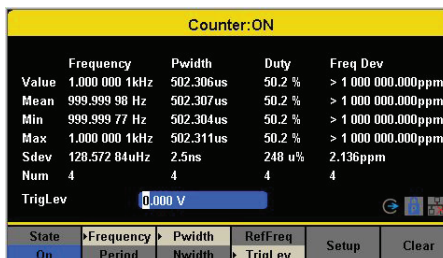 Counter:ON
Frequency Pwidth Duty Freq Dev
Value 1.000 000 1kHz 502.306us 50.2 % > 1 000 000.000ppm
Mean 999.999 98 Hz 502.307us 50.2 % > 1 000 000.000ppm
Min 999.999 77 Hz 502.304us 50.2 % > 1 000 000.000ppm
Max 1.000 000 1kHz 502.311us 50.2 % > 1 000 000.000ppm
Sdev 128.572 84uHz 2.5ns 248 u% 2.136ppm
Num 4 4 4 4
TrigLev 0.000 V
State Frequency Pwidth RefFreq Setup Clear
On Period Nwidth TrigLev